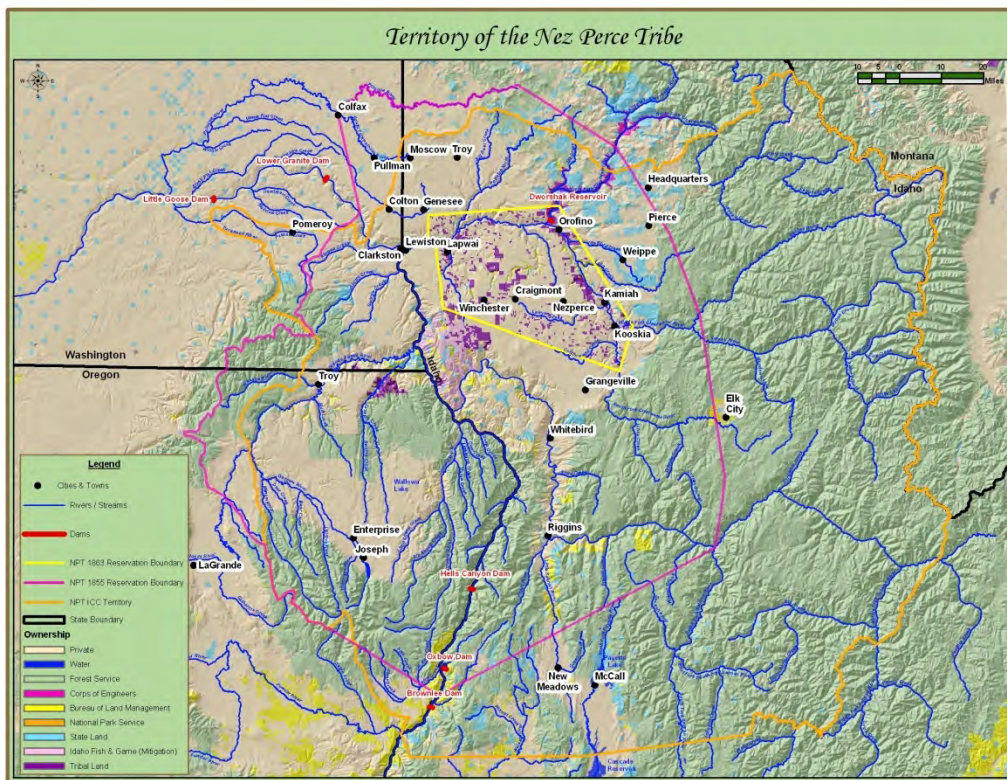 Territory of the Nez Perce Tribe
N
W
E
S
10 5 0 10 20
Miles
Colfax
Moscow
Troy
Pullman
Lower Granite Dam
Little Goose Dam
Montana
Idaho
Headquarters
Dworshak Reservoir
Colton
Genesee
Pierce
Pomeroy
Orofino
Lewiston
Lapwai
Clarkston
Weippe
Kamiah
Craigmont
Winchester
Nezperce
Kooskia
Washington
Oregon
Idaho
Troy
Grangeville
Elk
City
Whitebird
Wallowa
Lake
Enterprise
Joseph
Riggins
LaGrande
Hells Canyon Dam
Oxbow Dam
Brownlee Dam
New
Meadows
McCall
Payette
Lake
Cascade
Reservoir
Legend
Cities & Towns
Rivers / Streams
Dams
NPT 1863 Reservation Boundary
NPT 1855 Reservation Boundary
NPT ICC Territory
State Boundary
Ownership
Private
Water
Forest Service
Corps of Engineers
Bureau of Land Management
National Park Service
State Land
Idaho Fish & Game (Mitigation)
Tribal Land